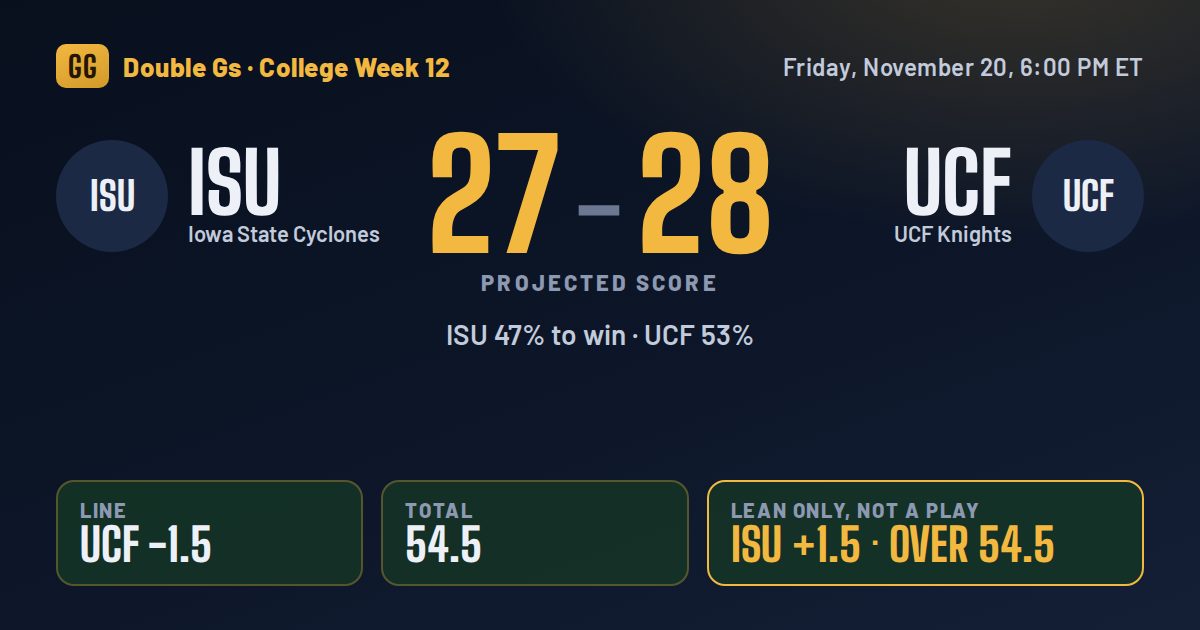 GG Double Gs · College Week 12
Friday, November 20, 6:00 PM ET
ISU
ISU
Iowa State Cyclones
27 – 28
PROJECTED SCORE
ISU 47% to win · UCF 53%
UCF
UCF Knights
UCF
LINE
UCF −1.5
TOTAL
54.5
LEAN ONLY, NOT A PLAY
ISU +1.5 · OVER 54.5